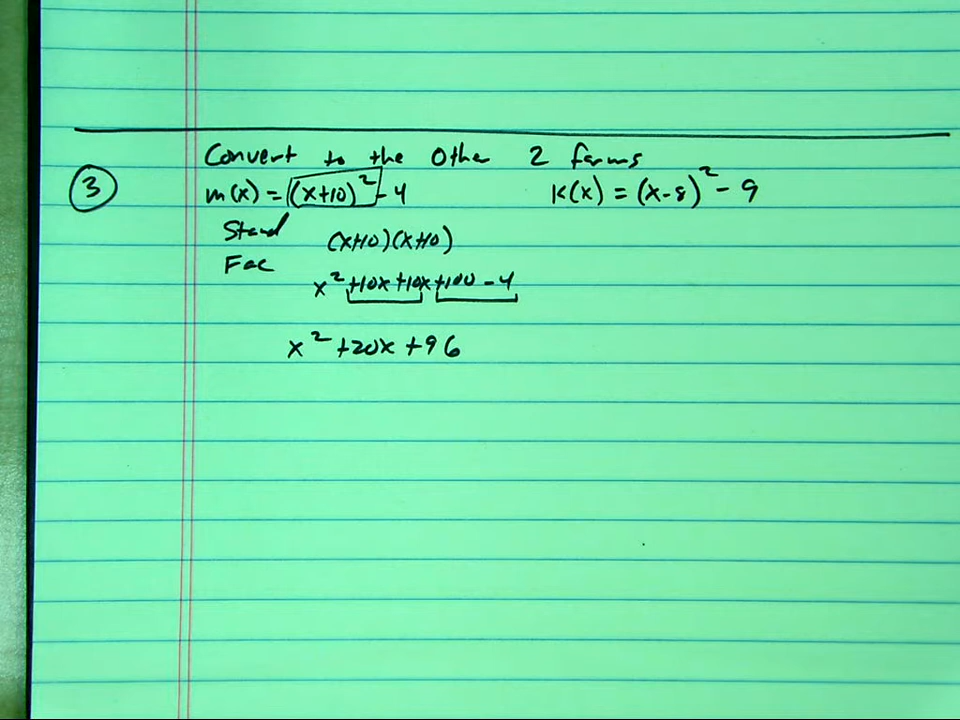 Convert to the other 2 forms
③ m(x) = (x+10)² - 4 K(x) = (x-8)² - 9
Stand (x+10)(x+10)
Fac
x² +10x +10x +100 - 4
x² +20x +96